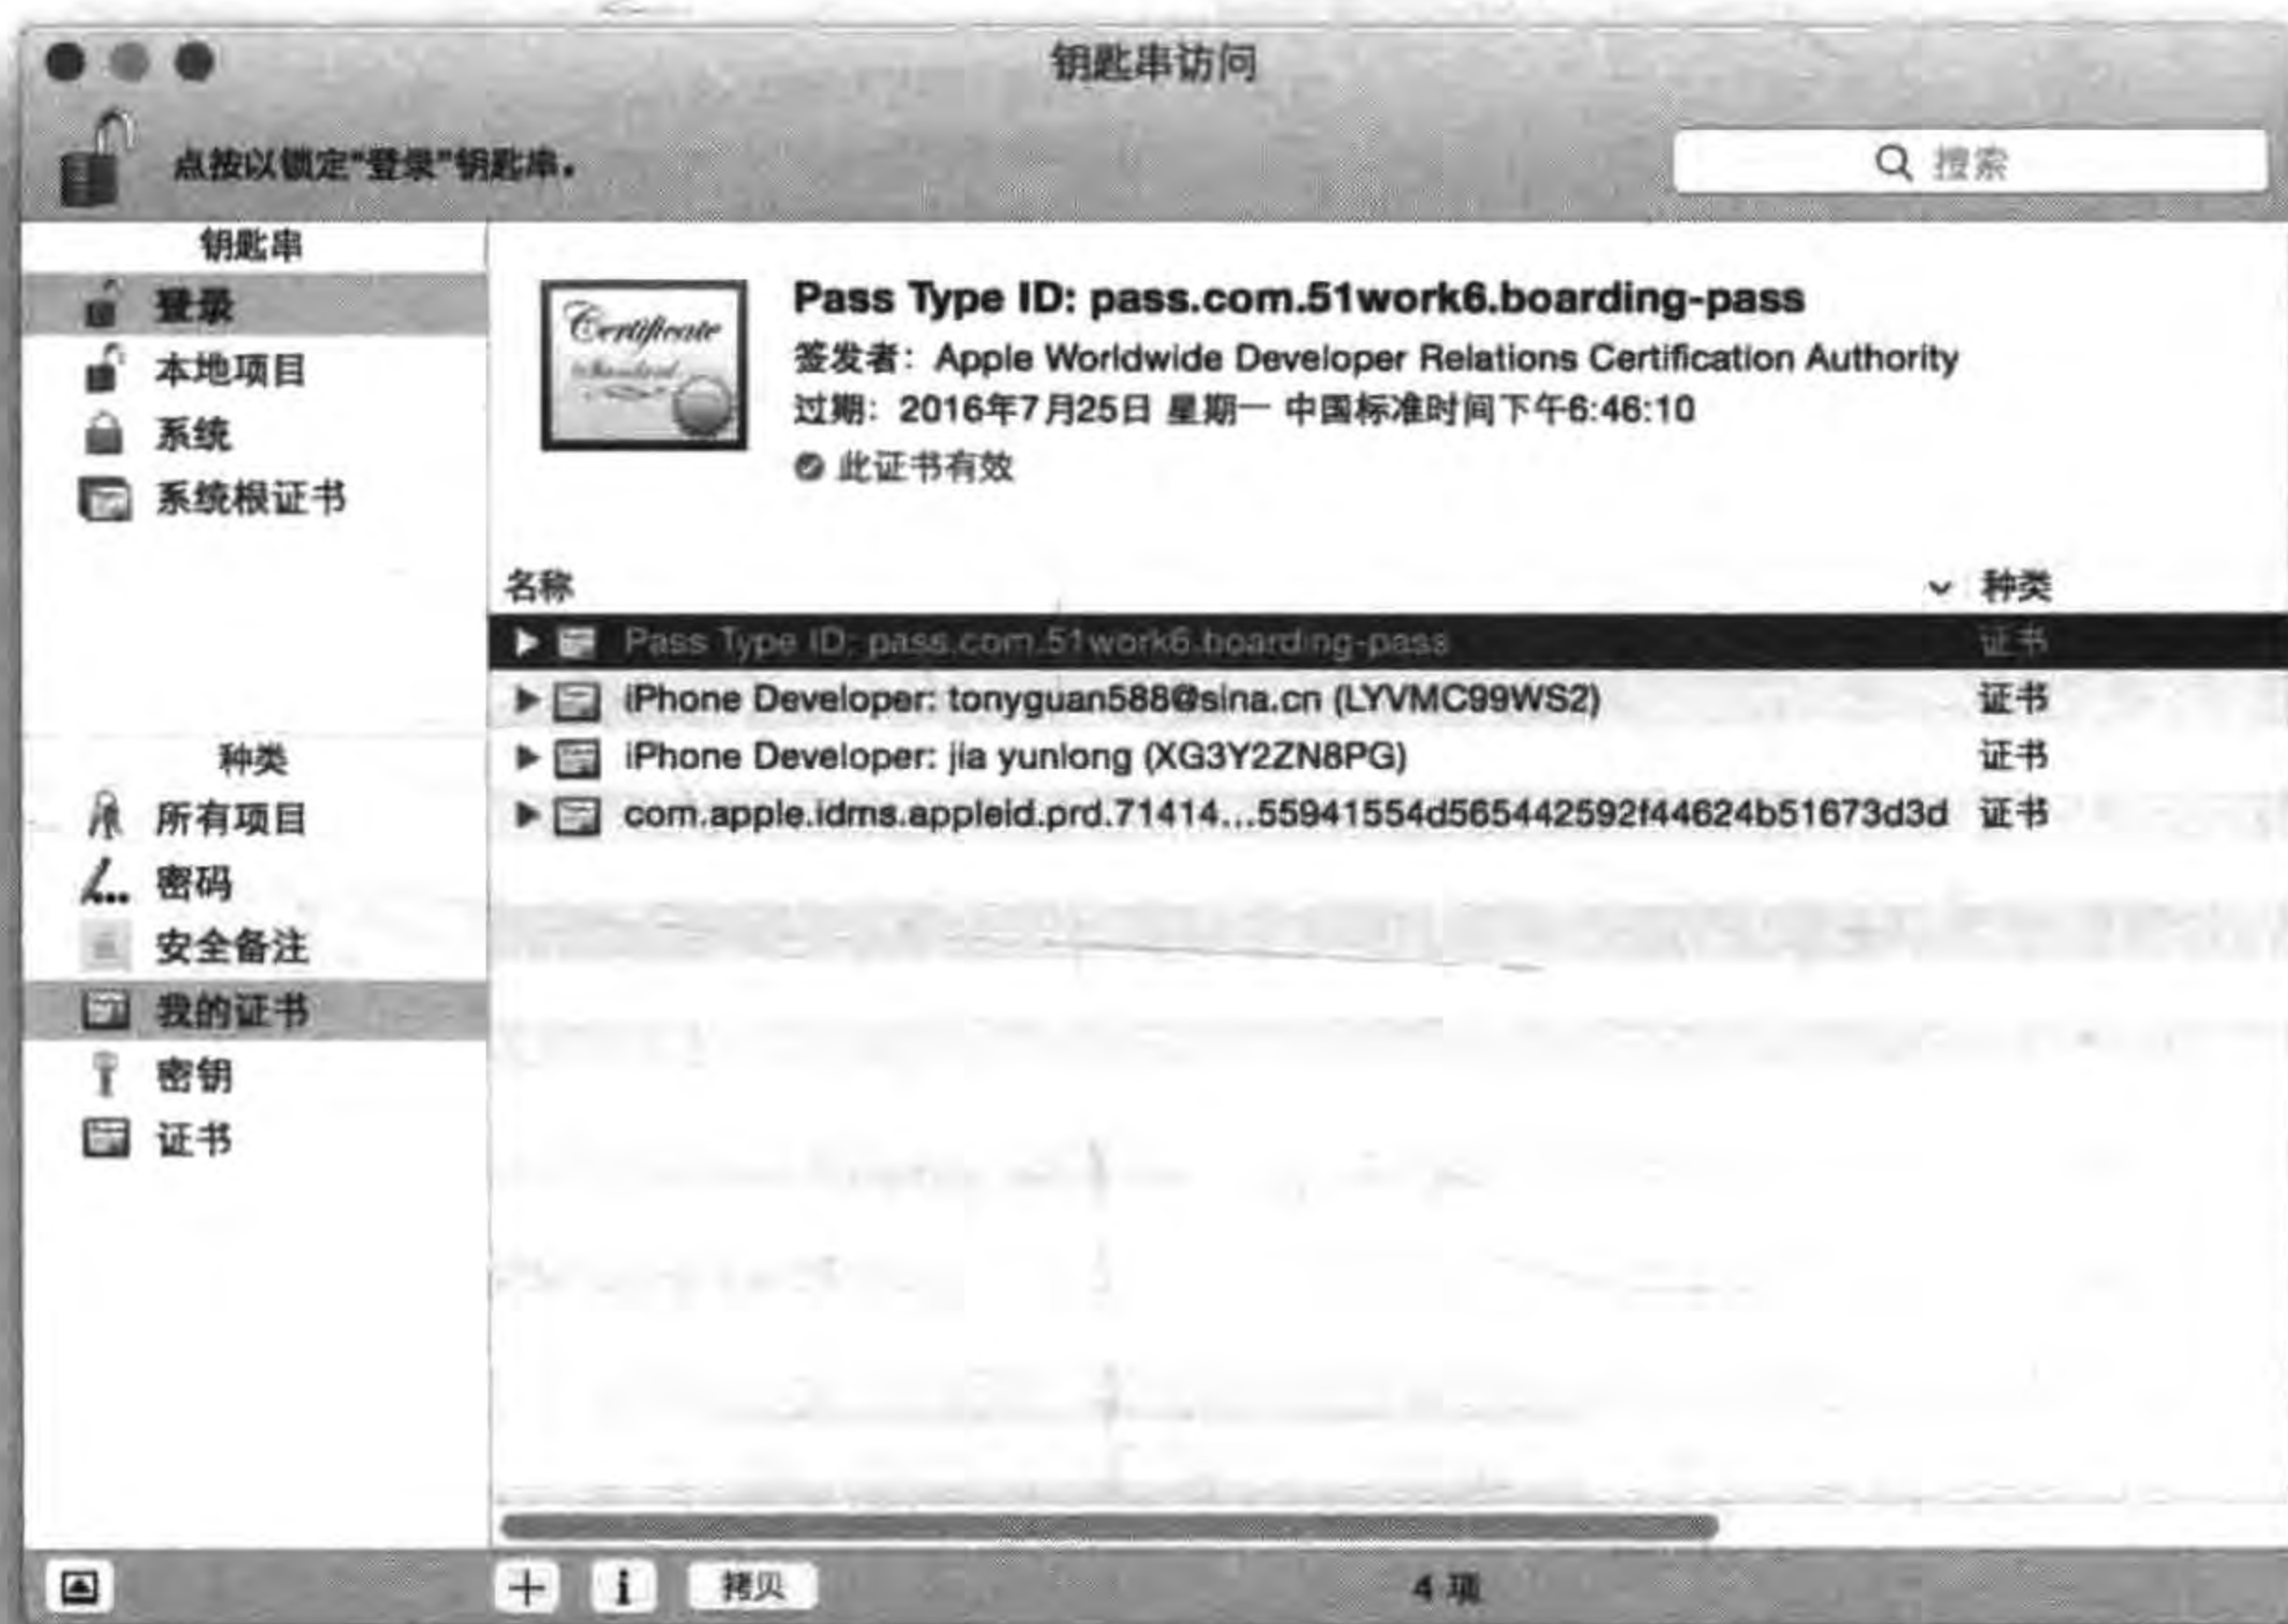 钥匙串访问
点按以锁定“登录”钥匙串。
搜索
钥匙串
登录
本地项目
系统
系统根证书
种类
所有项目
密码
安全备注
我的证书
密钥
证书
Certificate
Standard
Pass Type ID: pass.com.51work6.boarding-pass
签发者：Apple Worldwide Developer Relations Certification Authority
过期：2016年7月25日 星期一 中国标准时间下午6:46:10
此证书有效
名称 种类
Pass Type ID: pass.com.51work6.boarding-pass 证书
iPhone Developer: tonyguan588@sina.cn (LYVMC99WS2) 证书
iPhone Developer: jia yunlong (XG3Y2ZN8PG) 证书
com.apple.idms.appleid.prd.71414...55941554d565442592f44624b51673d3d 证书
拷贝
4 项